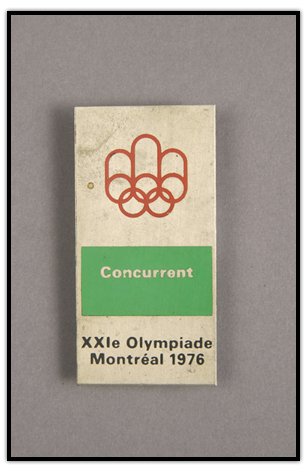 Concurrent
XXIe Olympiade
Montréal 1976